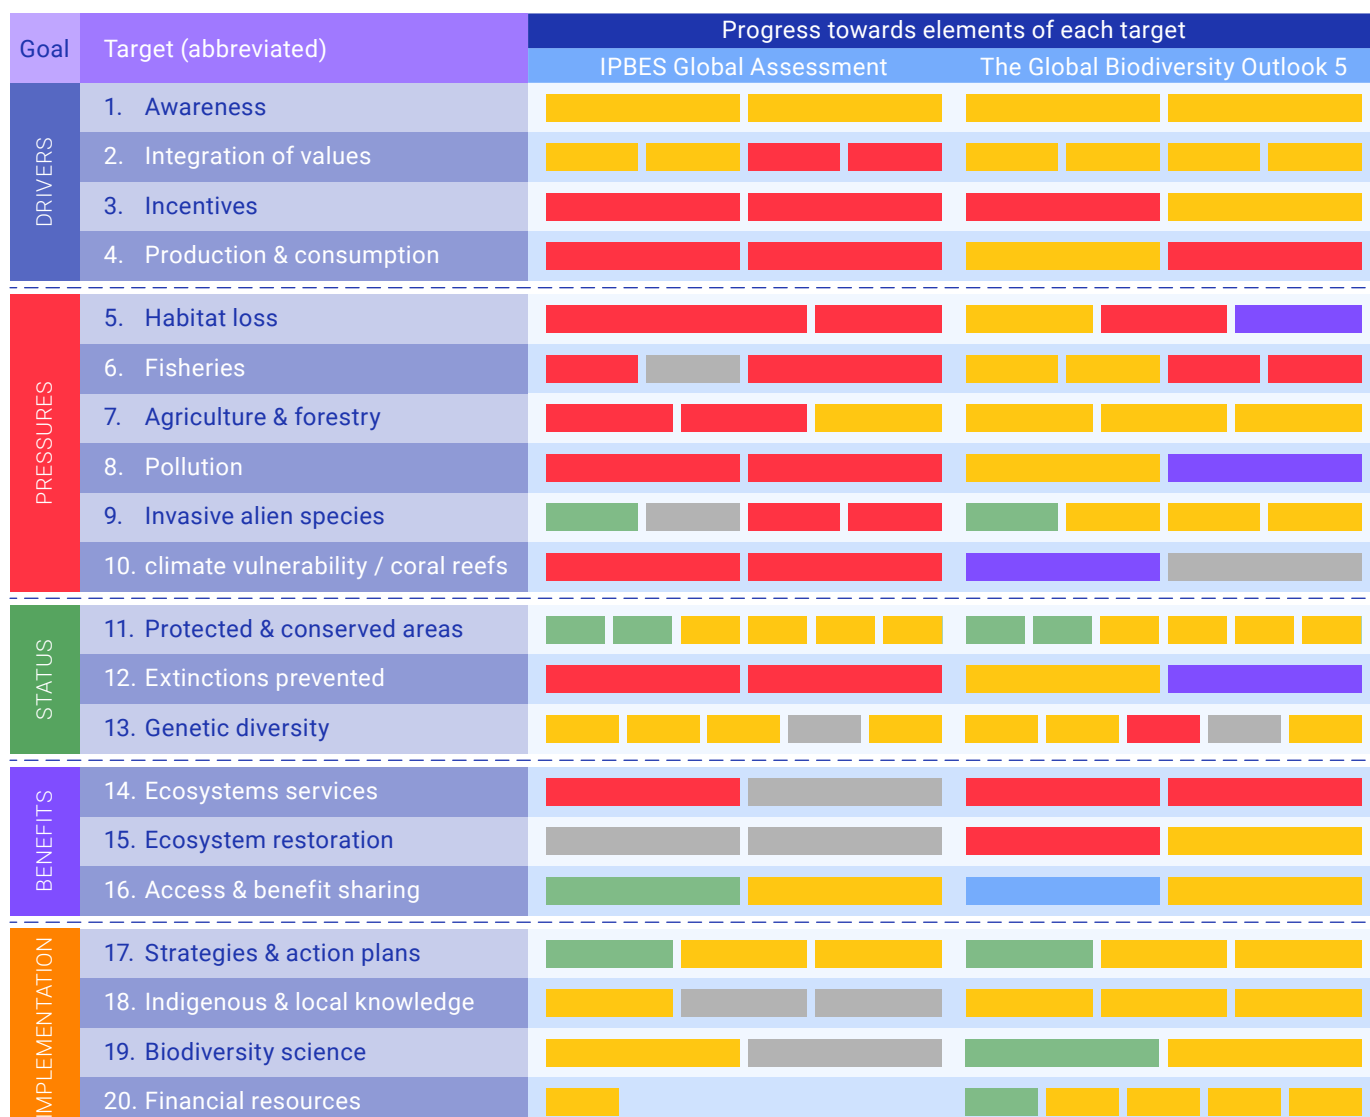 Goal
Target (abbreviated)
Progress towards elements of each target
IPBES Global Assessment
The Global Biodiversity Outlook 5
DRIVERS
1. Awareness
2. Integration of values
3. Incentives
4. Production & consumption
PRESSURES
5. Habitat loss
6. Fisheries
7. Agriculture & forestry
8. Pollution
9. Invasive alien species
10. climate vulnerability / coral reefs
STATUS
11. Protected & conserved areas
12. Extinctions prevented
13. Genetic diversity
BENEFITS
14. Ecosystems services
15. Ecosystem restoration
16. Access & benefit sharing
IMPLEMENTATION
17. Strategies & action plans
18. Indigenous & local knowledge
19. Biodiversity science
20. Financial resources